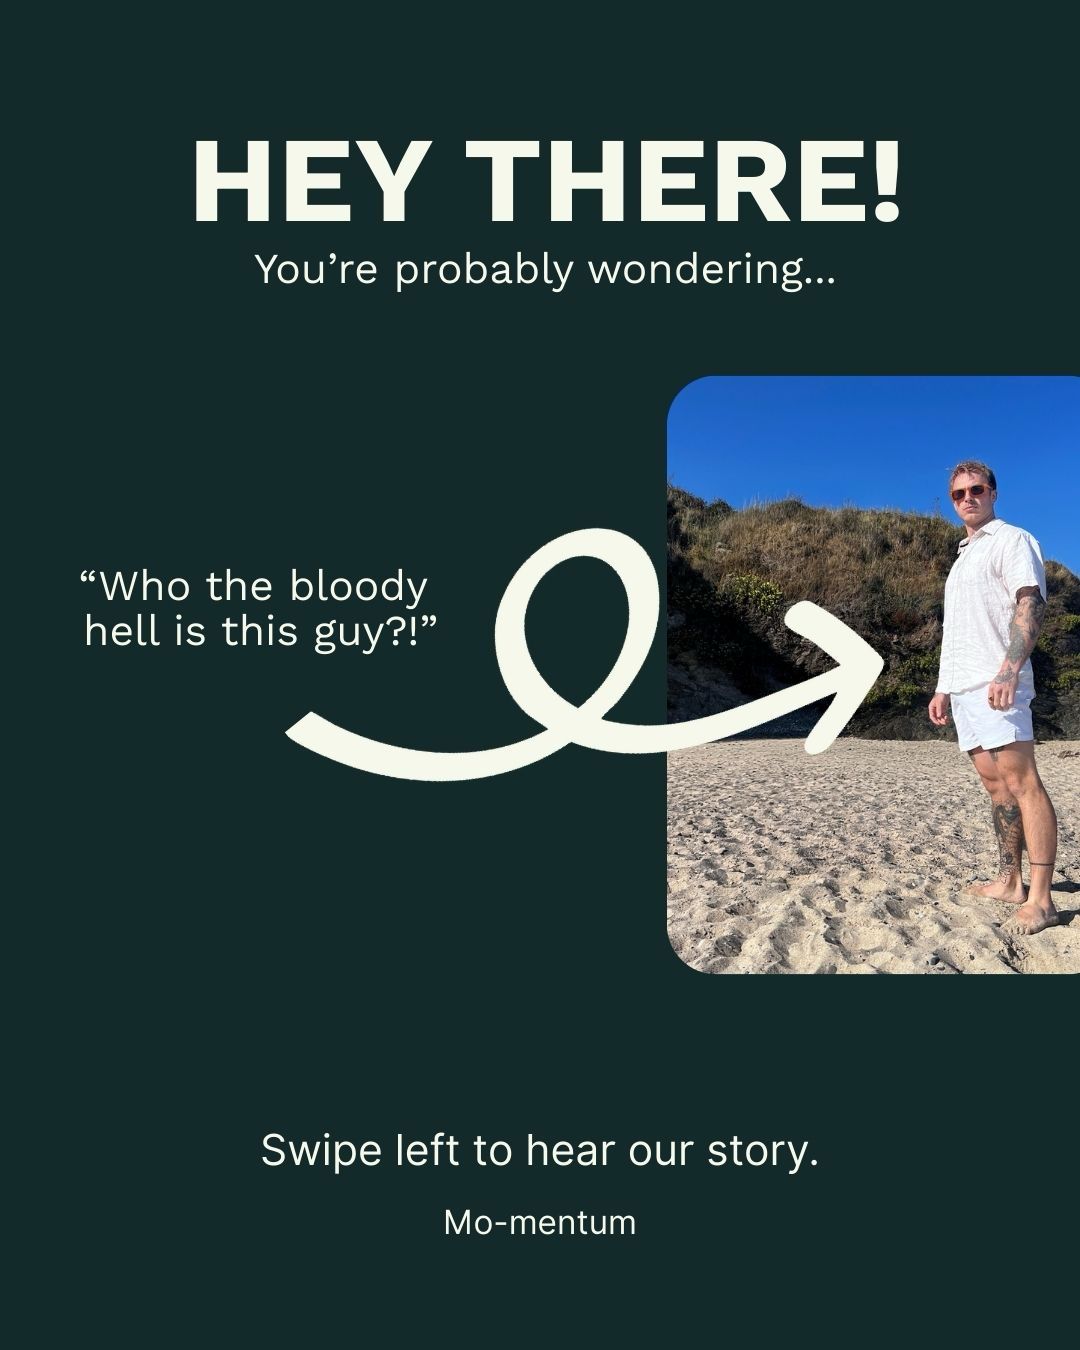 HEY THERE!
You’re probably wondering...
“Who the bloody
hell is this guy?!”
Swipe left to hear our story.
Mo-mentum